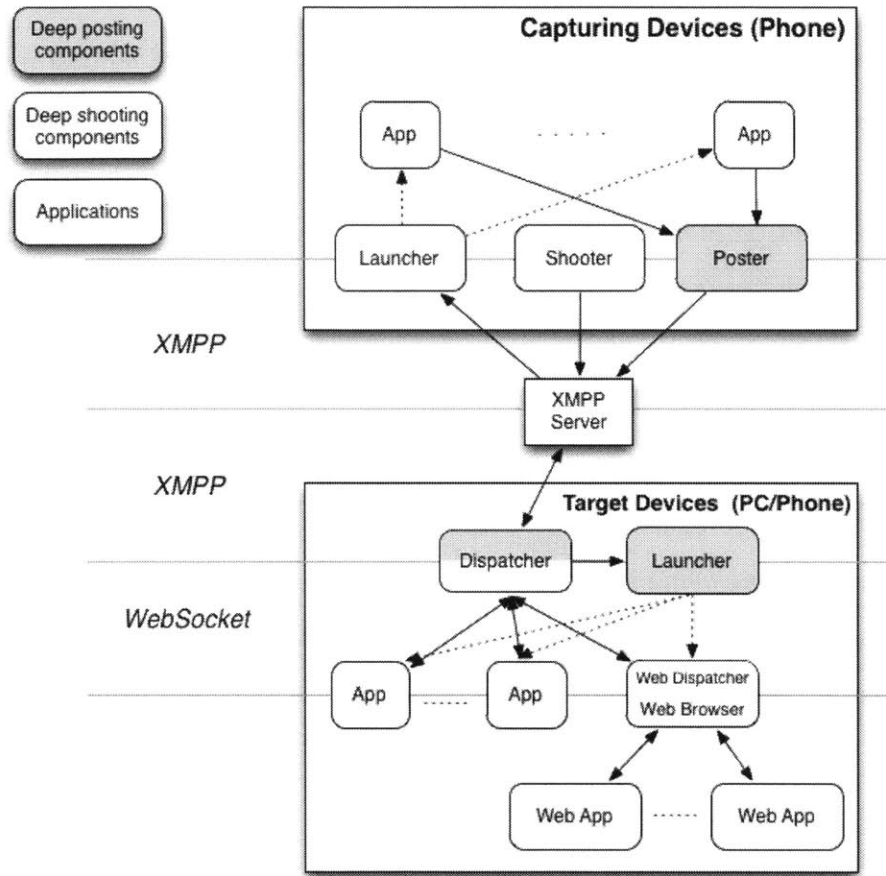 Deep posting
components
Capturing Devices (Phone)
Deep shooting
components
App
App
Applications
Launcher
Shooter
Poster
XMPP
XMPP
Server
XMPP
Target Devices (PC/Phone)
Dispatcher
Launcher
WebSocket
App
App
Web Dispatcher
Web Browser
Web App
Web App